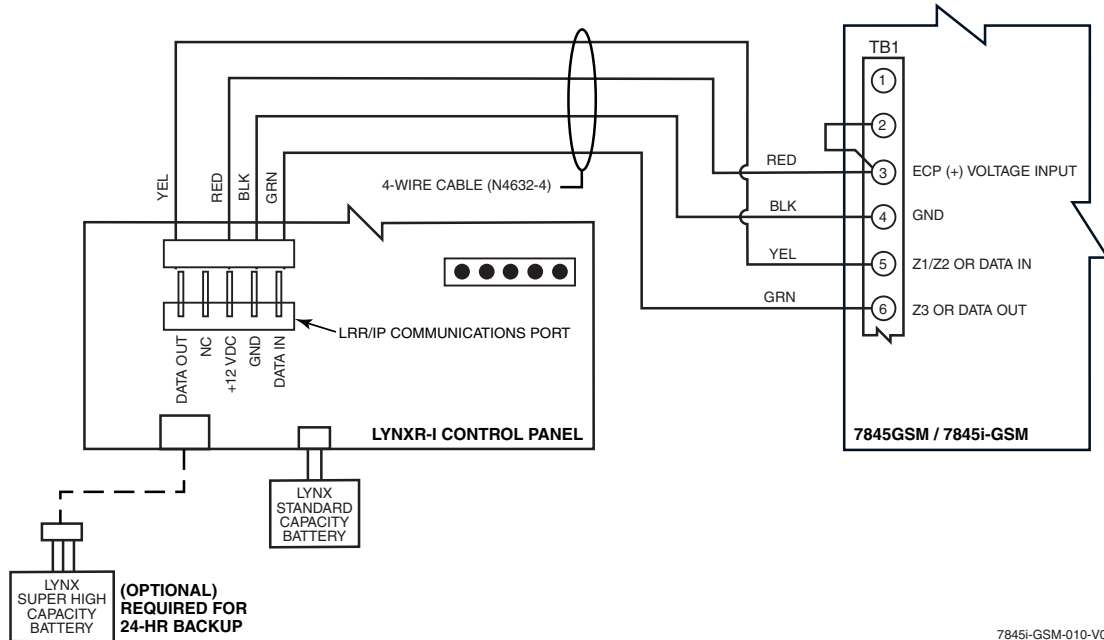 TB1
1
2
3
ECP (+) VOLTAGE INPUT
4
GND
5
Z1/Z2 OR DATA IN
6
Z3 OR DATA OUT
RED
BLK
YEL
GRN
7845GSM / 7845i-GSM
YEL
RED
BLK
GRN
4-WIRE CABLE (N4632-4)
LRR/IP COMMUNICATIONS PORT
DATA OUT
NC
+12 VDC
GND
DATA IN
LYNXR-I CONTROL PANEL
LYNX
STANDARD
CAPACITY
BATTERY
LYNX
SUPER HIGH
CAPACITY
BATTERY
(OPTIONAL)
REQUIRED FOR
24-HR BACKUP